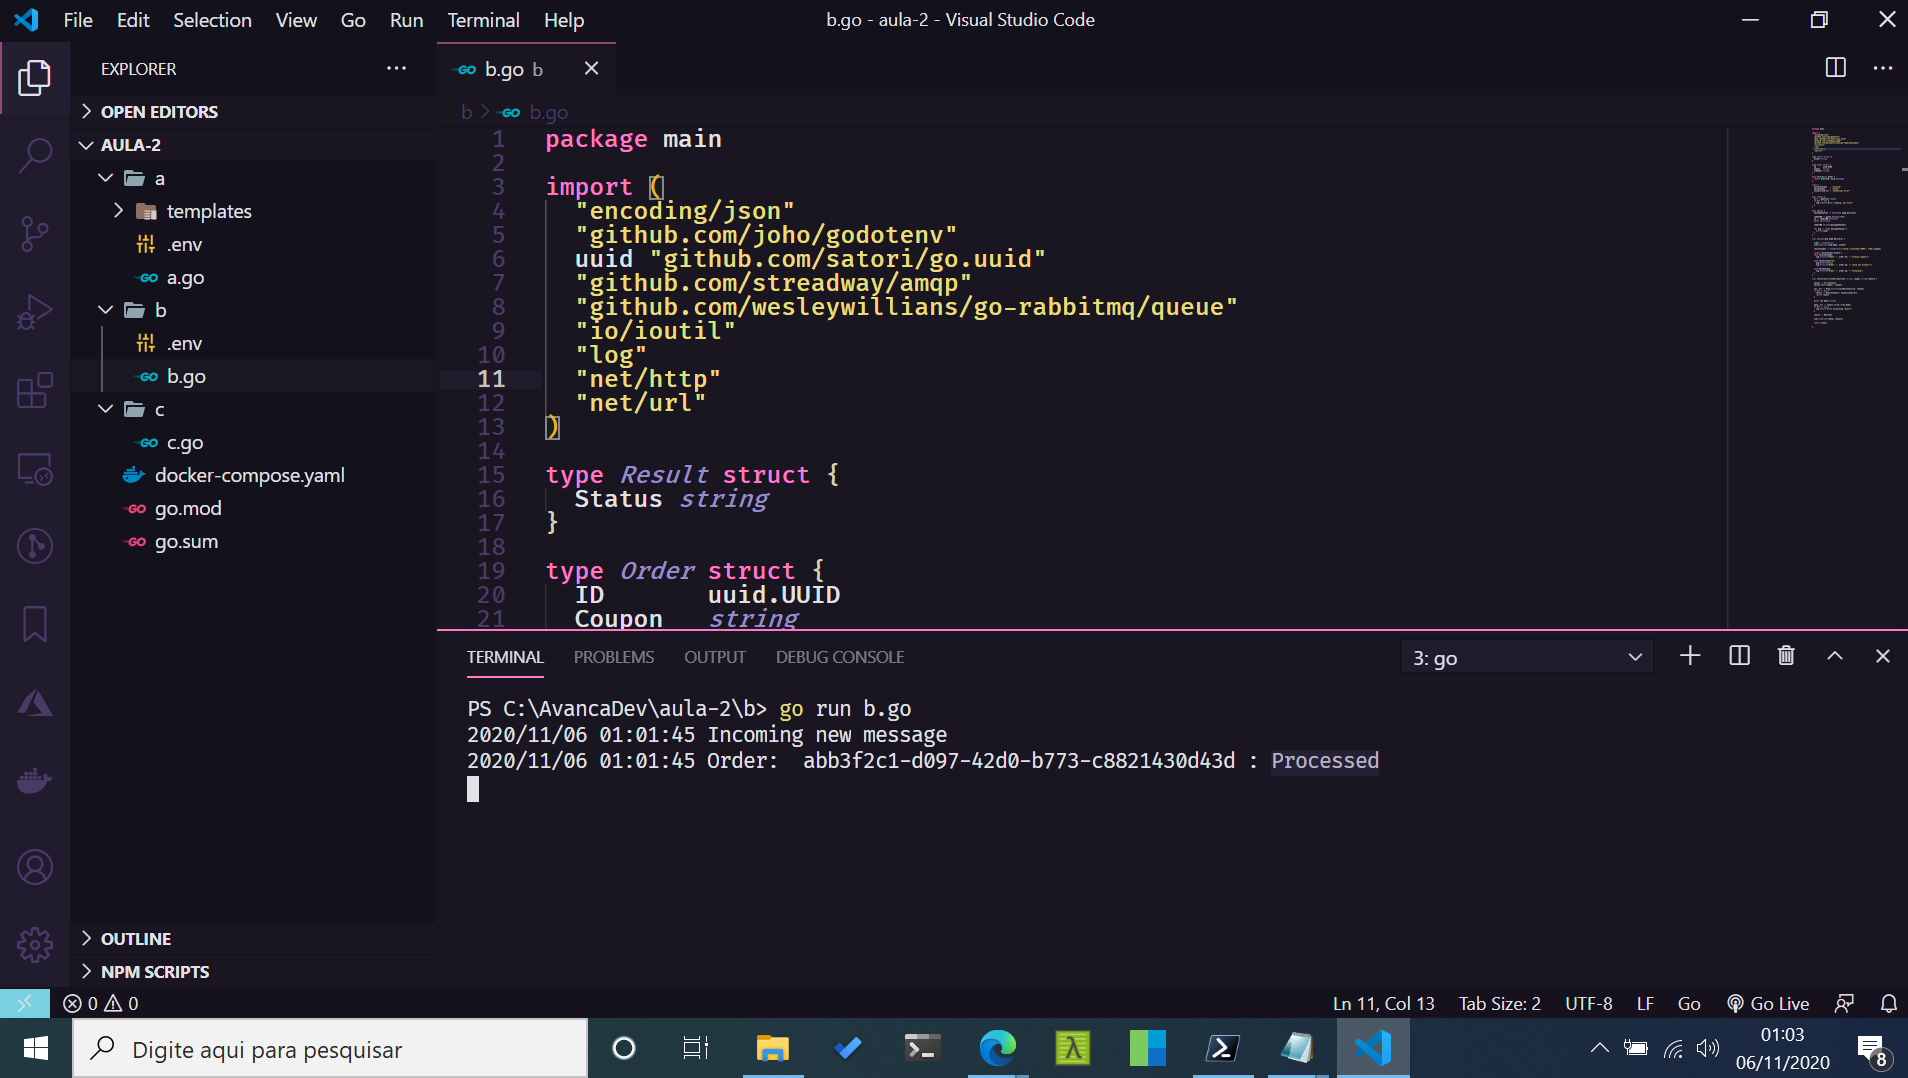 File Edit Selection View Go Run Terminal Help
b.go - aula-2 - Visual Studio Code
EXPLORER
OPEN EDITORS
AULA-2
a
templates
.env
a.go
b
.env
b.go
c
c.go
docker-compose.yaml
go.mod
go.sum
OUTLINE
NPM SCRIPTS
b.go b
b > b.go
1 package main
2
3 import (
4 "encoding/json"
5 "github.com/joho/godotenv"
6 uuid "github.com/satori/go.uuid"
7 "github.com/streadway/amqp"
8 "github.com/wesleywillians/go-rabbitmq/queue"
9 "io/ioutil"
10 "log"
11 "net/http"
12 "net/url"
13 )
14
15 type Result struct {
16 Status string
17 }
18
19 type Order struct {
20 ID uuid.UUID
21 Coupon string
TERMINAL PROBLEMS OUTPUT DEBUG CONSOLE
3: go
PS C:\AvancaDev\aula-2\b> go run b.go
2020/11/06 01:01:45 Incoming new message
2020/11/06 01:01:45 Order:  abb3f2c1-d097-42d0-b773-c8821430d43d : Processed
0 0
Ln 11, Col 13 Tab Size: 2 UTF-8 LF Go Go Live
Digite aqui para pesquisar
01:03
06/11/2020
8